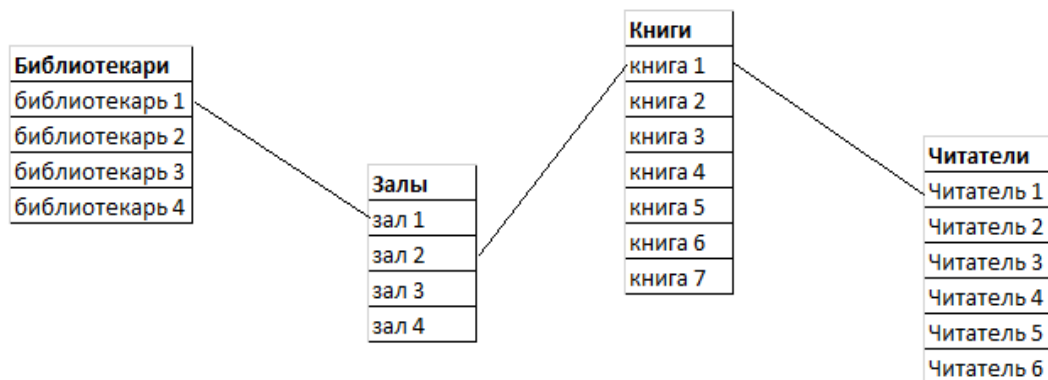 Библиотекари
библиотекарь 1
библиотекарь 2
библиотекарь 3
библиотекарь 4
Залы
зал 1
зал 2
зал 3
зал 4
Книги
книга 1
книга 2
книга 3
книга 4
книга 5
книга 6
книга 7
Читатели
Читатель 1
Читатель 2
Читатель 3
Читатель 4
Читатель 5
Читатель 6